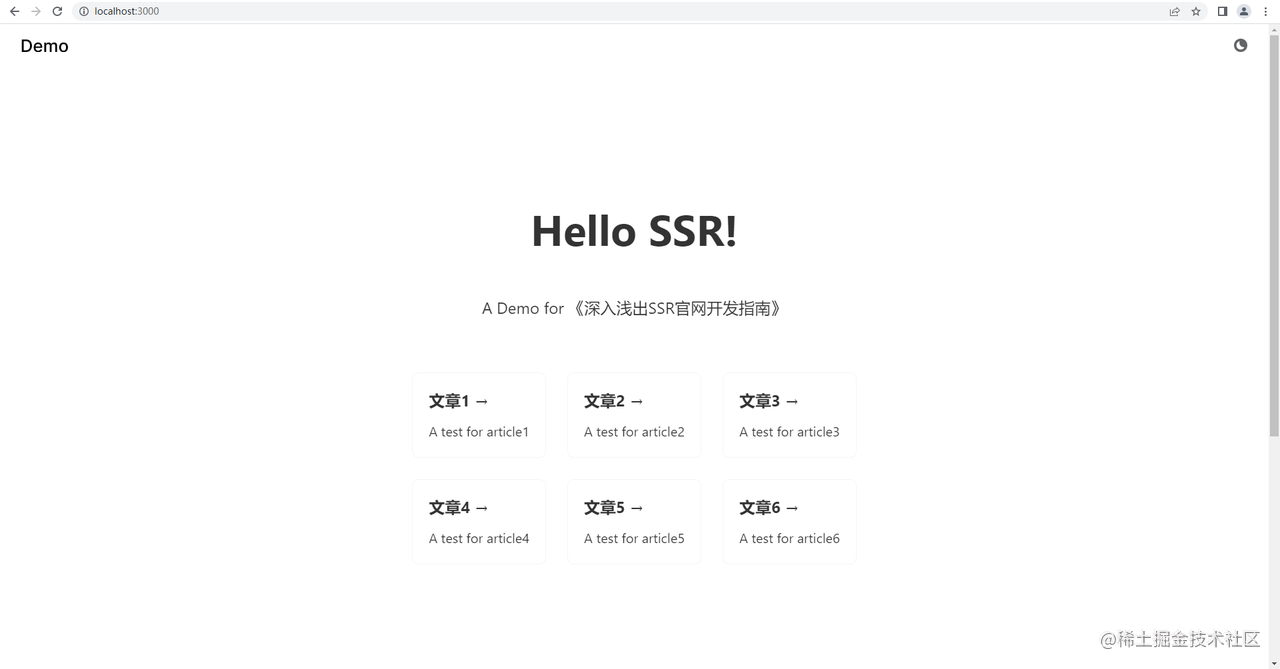 localhost:3000
Demo
Hello SSR!
A Demo for 《深入浅出SSR官网开发指南》
文章1 → 文章2 → 文章3 →
A test for article1 A test for article2 A test for article3
文章4 → 文章5 → 文章6 →
A test for article4 A test for article5 A test for article6
@稀土掘金技术社区